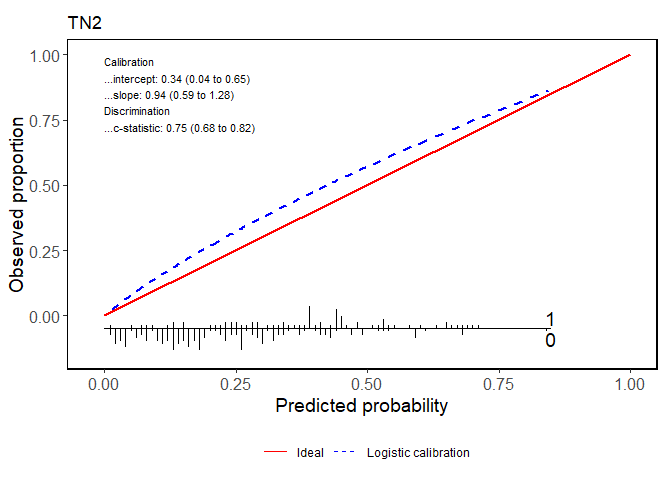 TN2
Calibration
...intercept: 0.34 (0.04 to 0.65)
...slope: 0.94 (0.59 to 1.28)
Discrimination
...c-statistic: 0.75 (0.68 to 0.82)
Observed proportion
1.00
0.75
0.50
0.25
0.00
1
0
0.00 0.25 0.50 0.75 1.00
Predicted probability
Ideal Logistic calibration